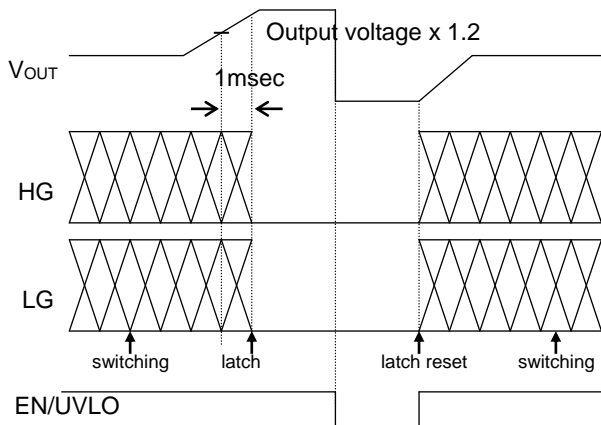 Output voltage x 1.2
VOUT
1msec
HG
LG
switching
latch
latch reset
switching
EN/UVLO